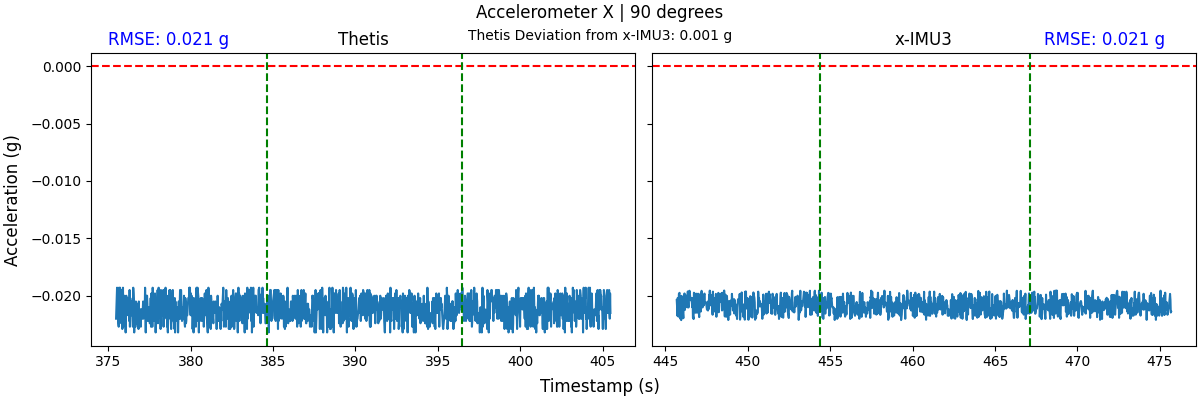 Accelerometer X | 90 degrees
RMSE: 0.021 g
Thetis
Thetis Deviation from x-IMU3: 0.001 g
x-IMU3
RMSE: 0.021 g
Acceleration (g)
0.000
−0.005
−0.010
−0.015
−0.020
375 380 385 390 395 400 405
445 450 455 460 465 470 475
Timestamp (s)